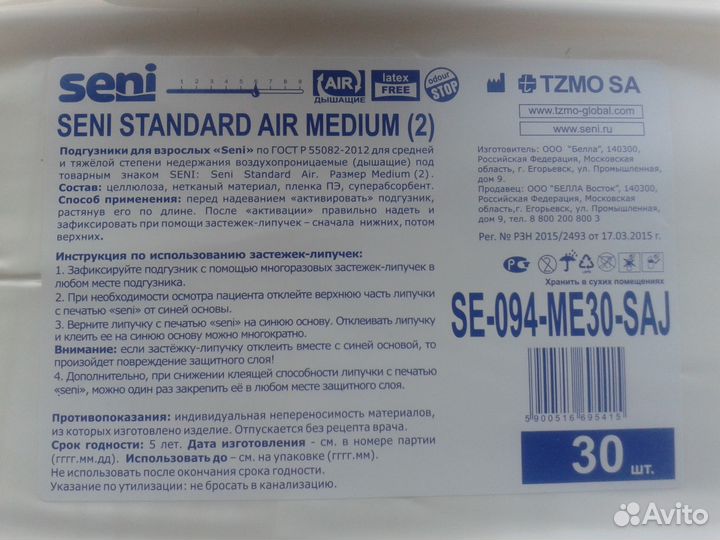 seni
1 2 3 4 5 6 7 8 9
AIR
ДЫШАЩИЕ
latex
FREE
odour
STOP
TZMO SA
www.tzmo-global.com
www.seni.ru
SENI STANDARD AIR MEDIUM (2)
Подгузники для взрослых «Seni» по ГОСТ Р 55082-2012 для средней
и тяжёлой степени недержания воздухопроницаемые (дышащие) под
товарным знаком SENI: Seni Standard Air. Размер Medium (2).
Состав: целлюлоза, нетканый материал, пленка ПЭ, суперабсорбент.
Способ применения: перед надеванием «активировать» подгузник,
растянув его по длине. После «активации» правильно надеть и
зафиксировать при помощи застежек-липучек – сначала нижних, потом
верхних.
Изготовитель: ООО "Белла", 140300,
Российская Федерация, Московская
область, г. Егорьевск, ул. Промышленная,
дом 9.
Продавец: ООО "БЕЛЛА Восток", 140300,
Российская Федерация, Московская
область,г. Егорьевск, ул. Промышленная,
дом 9, тел. 8 800 200 800 3
Рег. № РЗН 2015/2493 от 17.03.2015 г.
Хранить в сухих помещениях
Инструкция по использованию застежек-липучек:
1. Зафиксируйте подгузник с помощью многоразовых застежек-липучек в
любом месте подгузника.
2. При необходимости осмотра пациента отклейте верхнюю часть липучки
с печатью «seni» от синей основы.
3. Верните липучку с печатью «seni» на синюю основу. Отклеивать липучку
и клеить ее на синюю основу можно многократно.
Внимание: если застёжку-липучку отклеить вместе с синей основой, то
произойдет повреждение защитного слоя!
4. Дополнительно, при снижении клеящей способности липучки с печатью
«seni», можно один раз закрепить её в любом месте защитного слоя.
SE-094-ME30-SAJ
5 900516 695415
30 шт.
Противопоказания: индивидуальная непереносимость материалов,
из которых изготовлено изделие. Отпускается без рецепта врача.
Срок годности: 5 лет. Дата изготовления - см. в номере партии
(гггг.мм.дд). Использовать до – см. на упаковке (гггг.мм).
Не использовать после окончания срока годности.
Указание по утилизации: не бросать в канализацию.
Avito